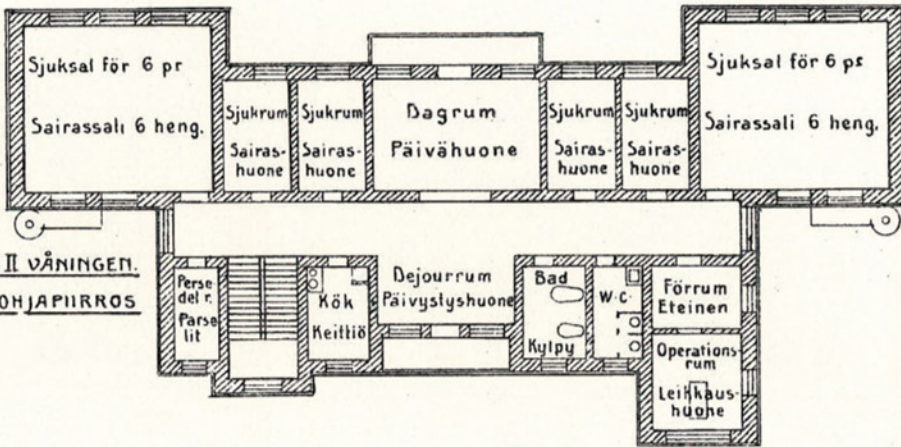 Sjuksal för 6 pr
Sairassali 6 heng.
Sjukrum
Sairas-
huone
Sjukrum
Sairas-
huone
Dagrum
Päivähuone
Sjukrum
Sairas-
huone
Sjukrum
Sairas-
huone
Sjuksal för 6 ps
Sairassali 6 heng.
II VÅNINGEN.
OHJAPIIRROS
Perse
del r.
Parse
lit
Kök
Keittiö
Dejourrum
Päivystyshuone
Bad
Kylpy
W.C.
Förrum
Eteinen
Operations-
rum
Leikkaus-
huone